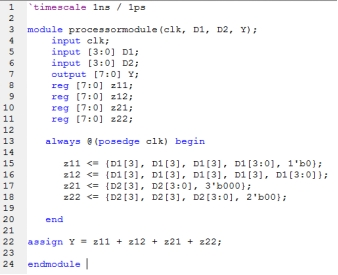 1 `timescale 1ns / 1ps
2
3 module processormodule(clk, D1, D2, Y);
4 input clk;
5 input [3:0] D1;
6 input [3:0] D2;
7 output [7:0] Y;
8 reg [7:0] z11;
9 reg [7:0] z12;
10 reg [7:0] z21;
11 reg [7:0] z22;
12
13 always @(posedge clk) begin
14
15 z11 <= {D1[3], D1[3], D1[3], D1[3:0], 1'b0};
16 z12 <= {D1[3], D1[3], D1[3], D1[3], D1[3:0]};
17 z21 <= {D2[3], D2[3:0], 3'b000};
18 z22 <= {D2[3], D2[3], D2[3:0], 2'b00};
19
20 end
21
22 assign Y = z11 + z12 + z21 + z22;
23
24 endmodule